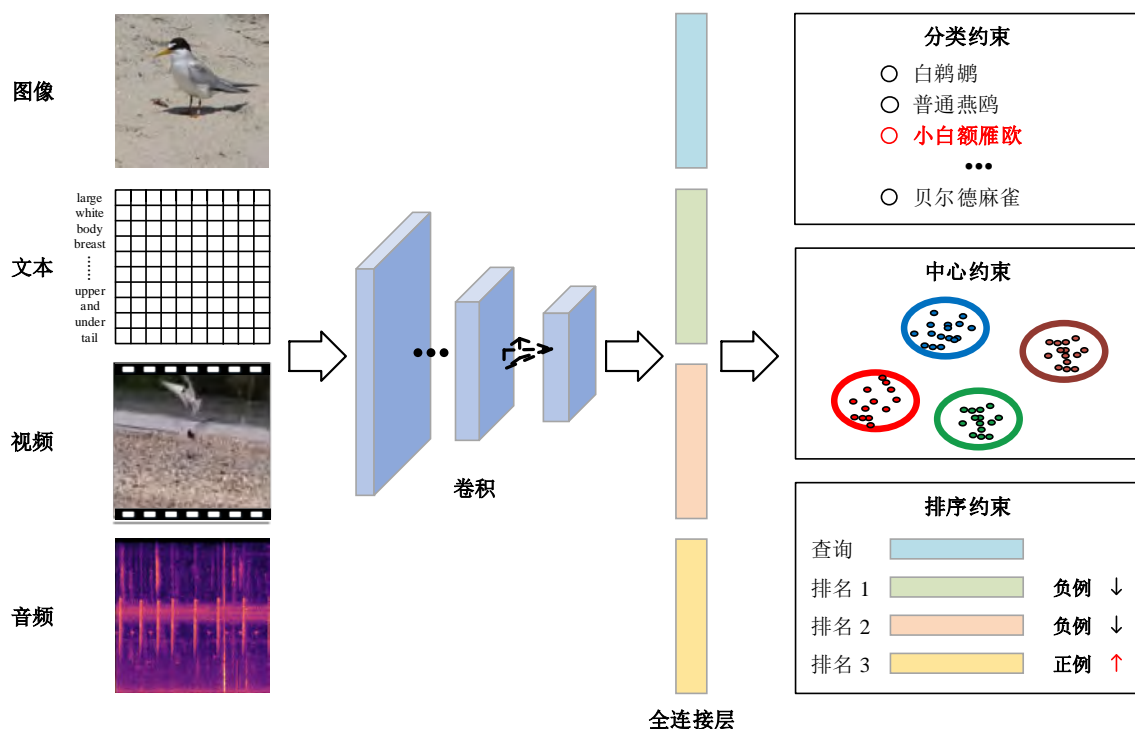 图像
文本
large
white
body
breast
......
upper
and
under
tail
视频
音频
•••
卷积
全连接层
分类约束
白鹈鹕
普通燕鸥
小白额雁欧
•••
贝尔德麻雀
中心约束
排序约束
查询
排名 1 负例 ↓
排名 2 负例 ↓
排名 3 正例 ↑